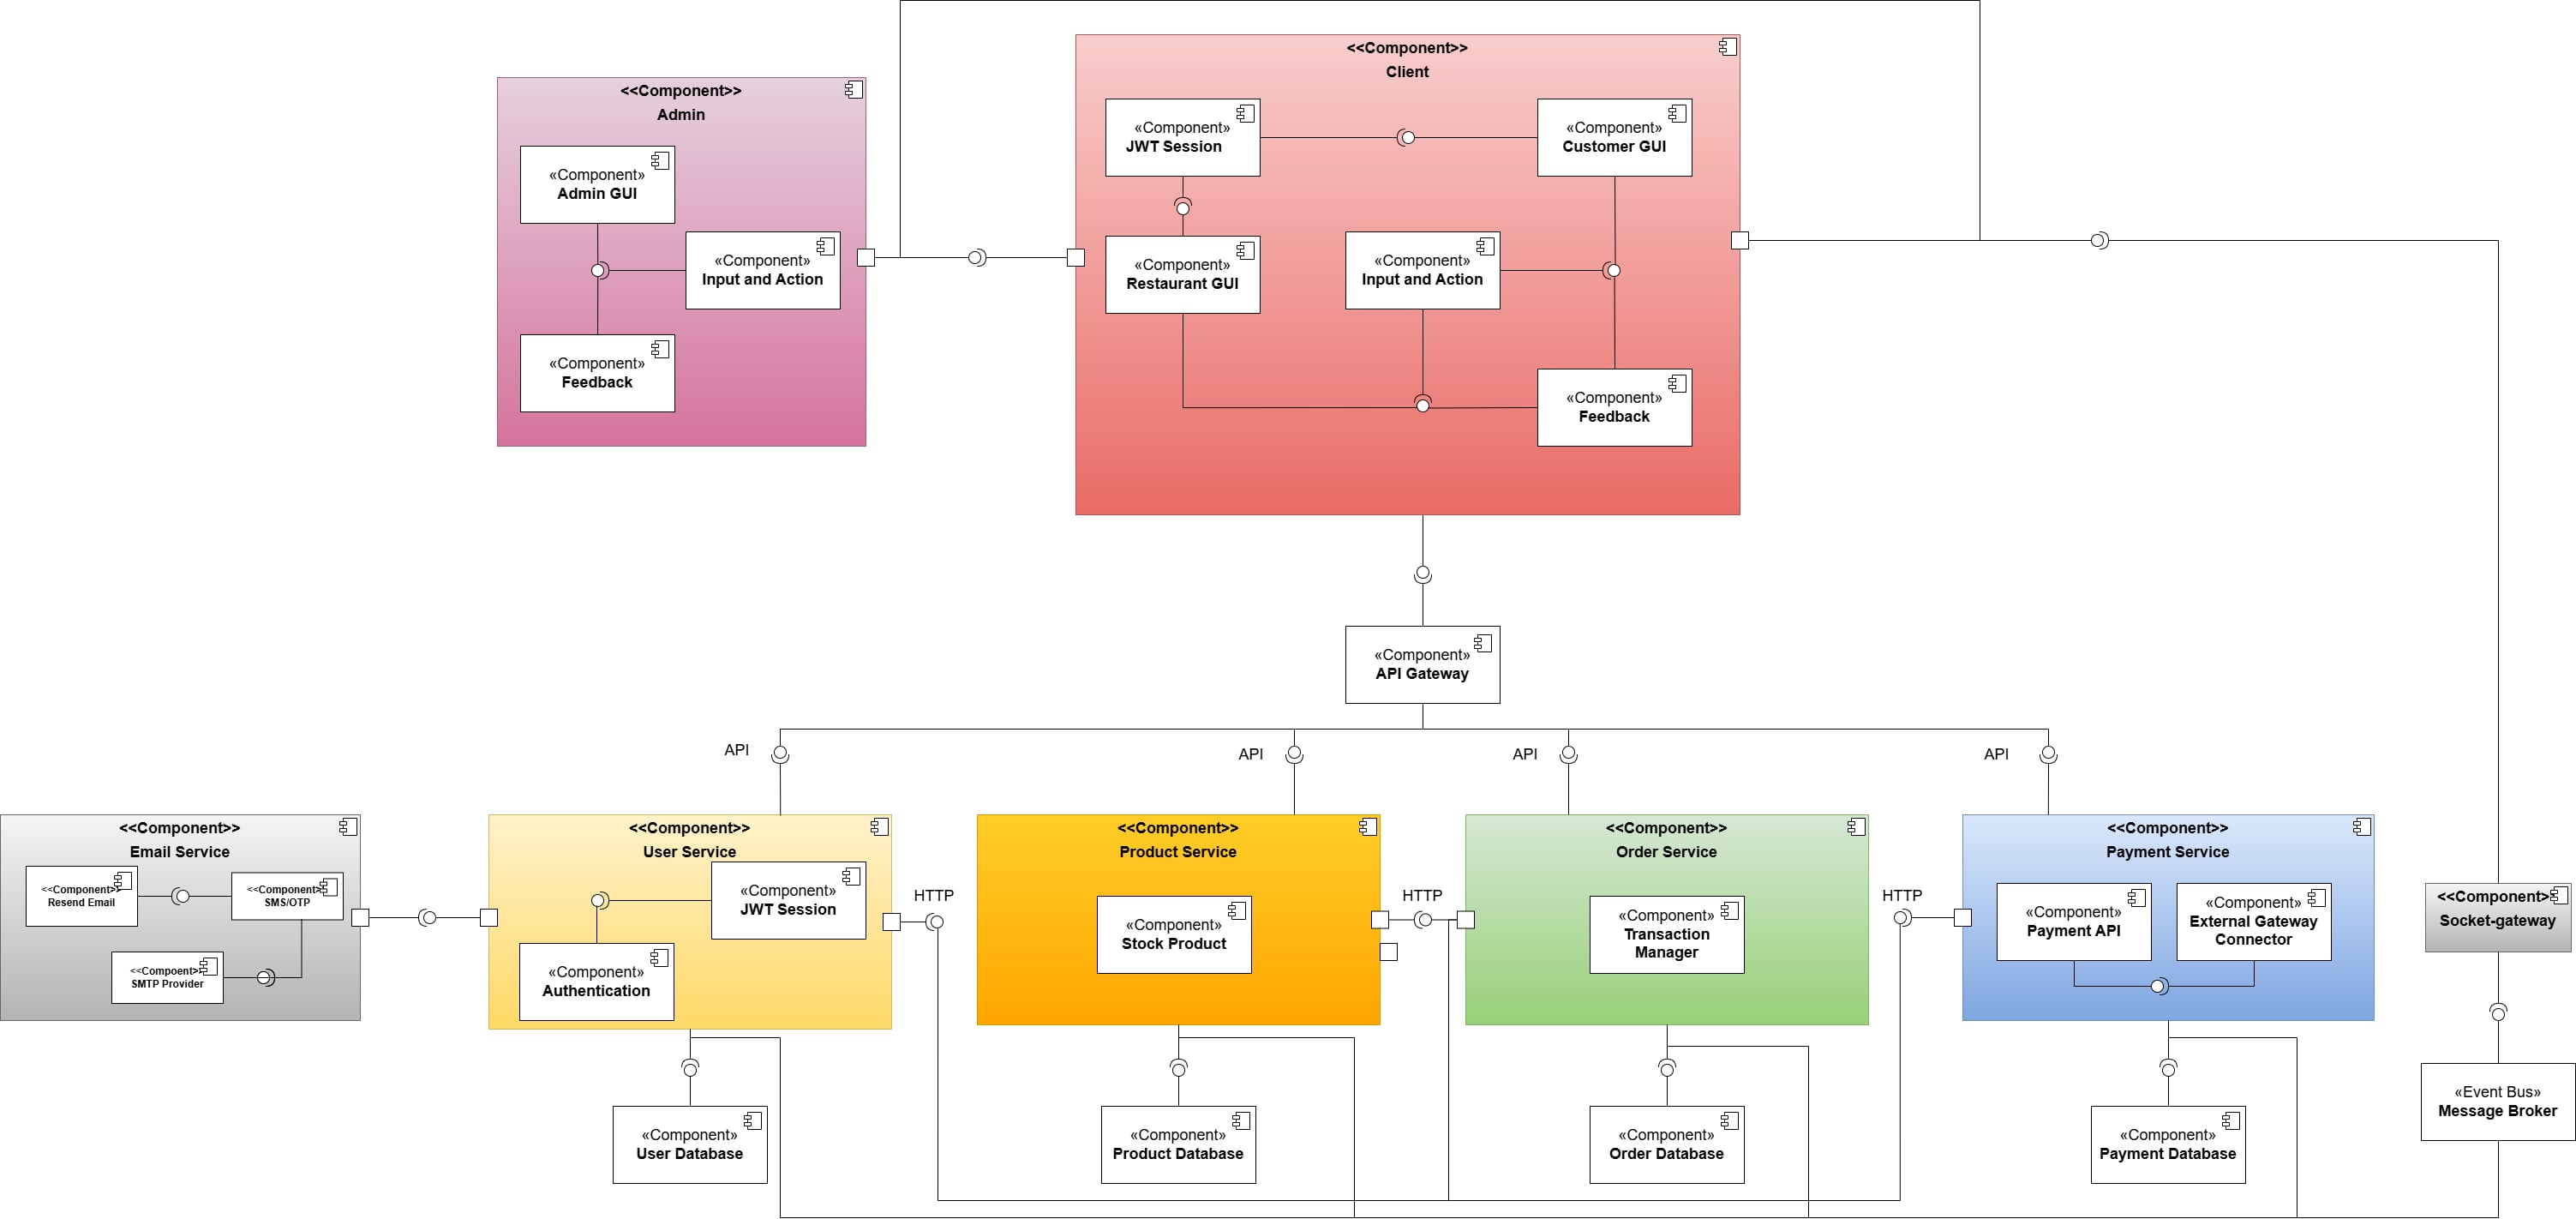 <<Component>>
Client
<<Component>>
Admin
«Component»
JWT Session
«Component»
Customer GUI
«Component»
Admin GUI
«Component»
Input and Action
«Component»
Restaurant GUI
«Component»
Input and Action
«Component»
Feedback
«Component»
Feedback
«Component»
API Gateway
API
API
API
API
<<Component>>
Email Service
<<Component>>
Resend Email
<<Component>
SMS/OTP
<<Compoent>>
SMTP Provider
<<Component>>
User Service
«Component»
JWT Session
«Component»
Authentication
HTTP
<<Component>>
Product Service
«Component»
Stock Product
HTTP
<<Component>>
Order Service
«Component»
Transaction
Manager
HTTP
<<Component>>
Payment Service
«Component»
Payment API
«Component»
External Gateway
Connector
<<Component>>
Socket-gateway
«Component»
User Database
«Component»
Product Database
«Component»
Order Database
«Component»
Payment Database
«Event Bus»
Message Broker